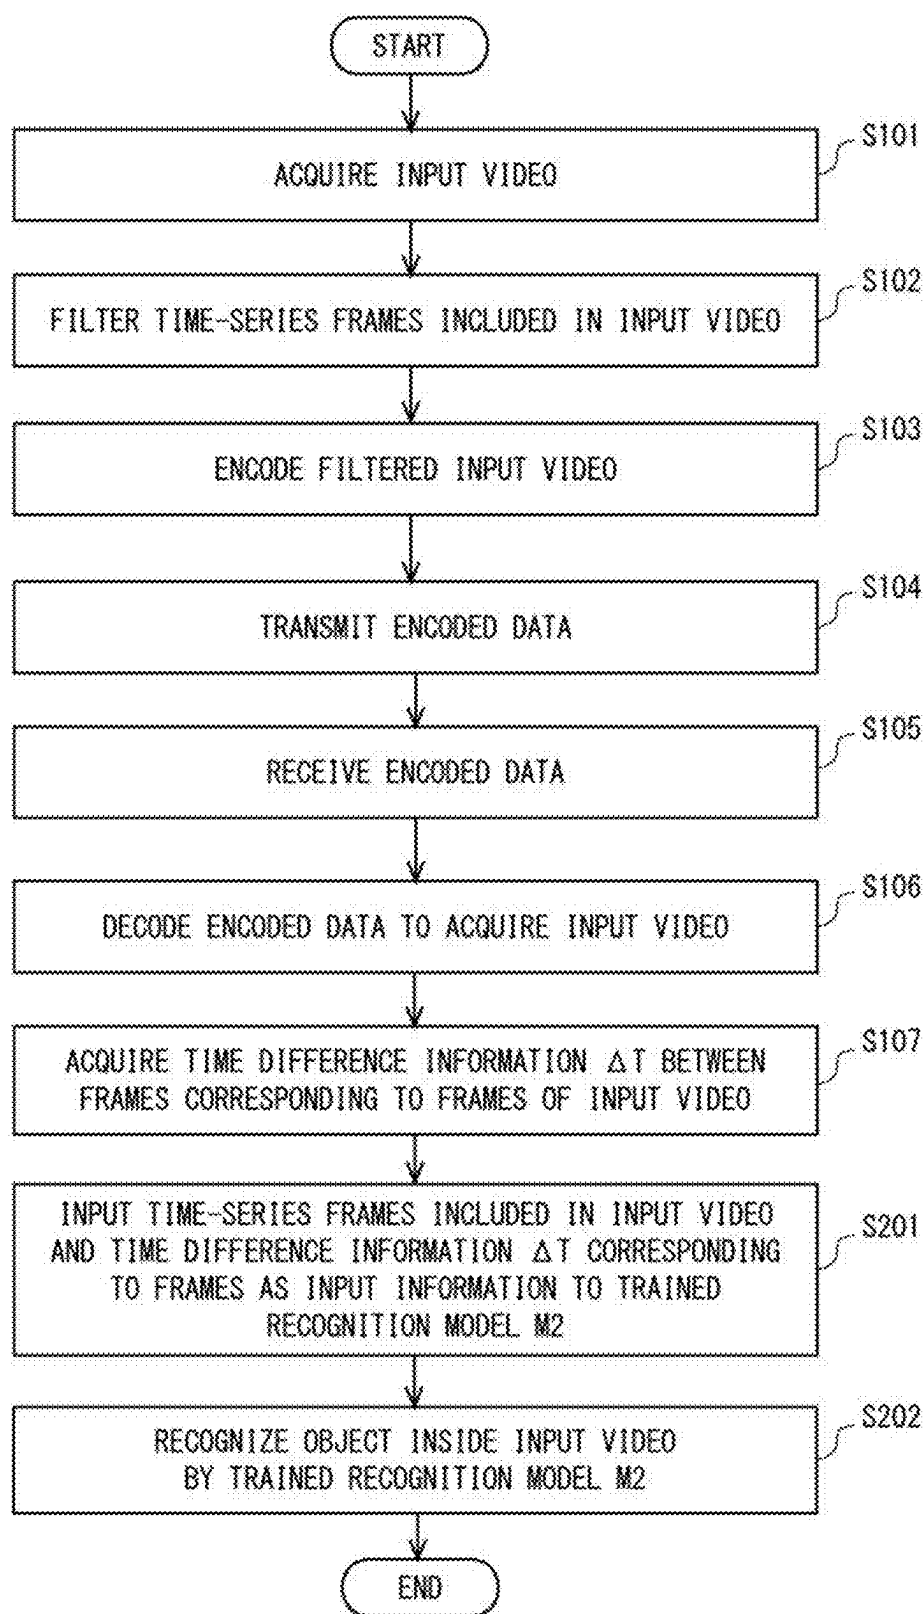 START
S101
ACQUIRE INPUT VIDEO
S102
FILTER TIME-SERIES FRAMES INCLUDED IN INPUT VIDEO
S103
ENCODE FILTERED INPUT VIDEO
S104
TRANSMIT ENCODED DATA
S105
RECEIVE ENCODED DATA
S106
DECODE ENCODED DATA TO ACQUIRE INPUT VIDEO
S107
ACQUIRE TIME DIFFERENCE INFORMATION ΔT BETWEEN
FRAMES CORRESPONDING TO FRAMES OF INPUT VIDEO
S201
INPUT TIME-SERIES FRAMES INCLUDED IN INPUT VIDEO
AND TIME DIFFERENCE INFORMATION ΔT CORRESPONDING
TO FRAMES AS INPUT INFORMATION TO TRAINED
RECOGNITION MODEL M2
S202
RECOGNIZE OBJECT INSIDE INPUT VIDEO
BY TRAINED RECOGNITION MODEL M2
END